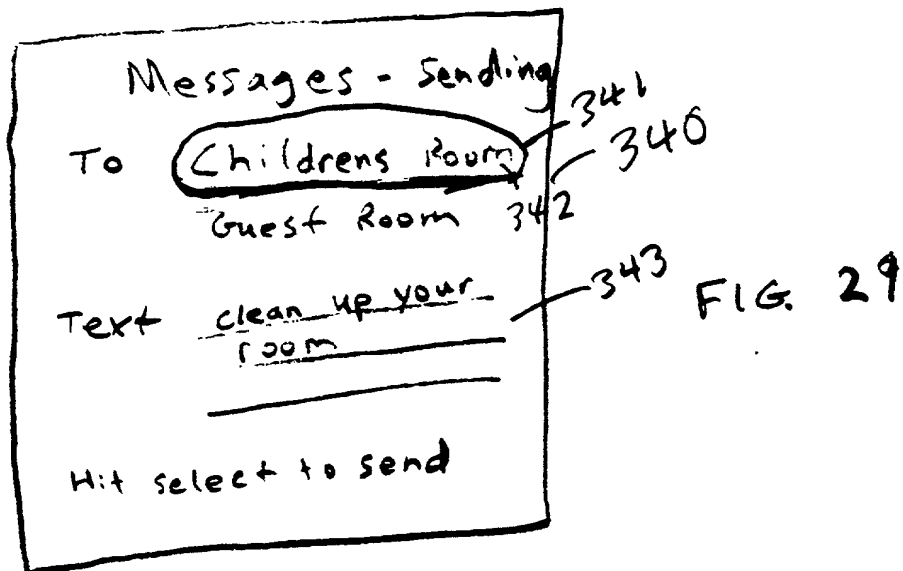 Messages - Sending
341
To Childrens Room
340
Guest Room 342
343
Text clean up your
room
FIG. 29
Hit select to send